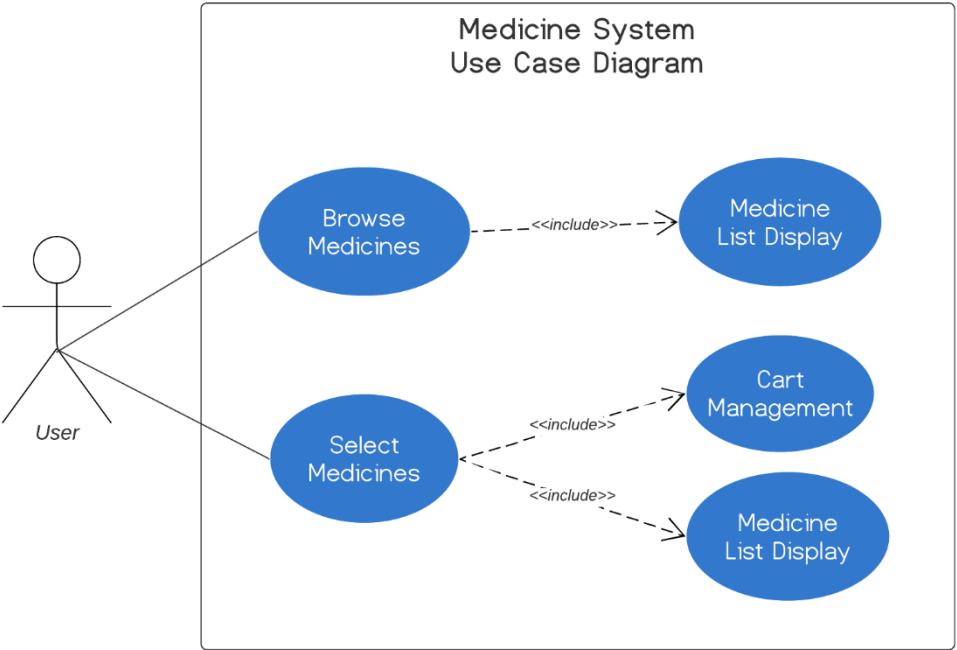 Medicine System
Use Case Diagram
Browse
Medicines
<<include>>
Medicine
List Display
User
Select
Medicines
<<include>>
Cart
Management
<<include>>
Medicine
List Display